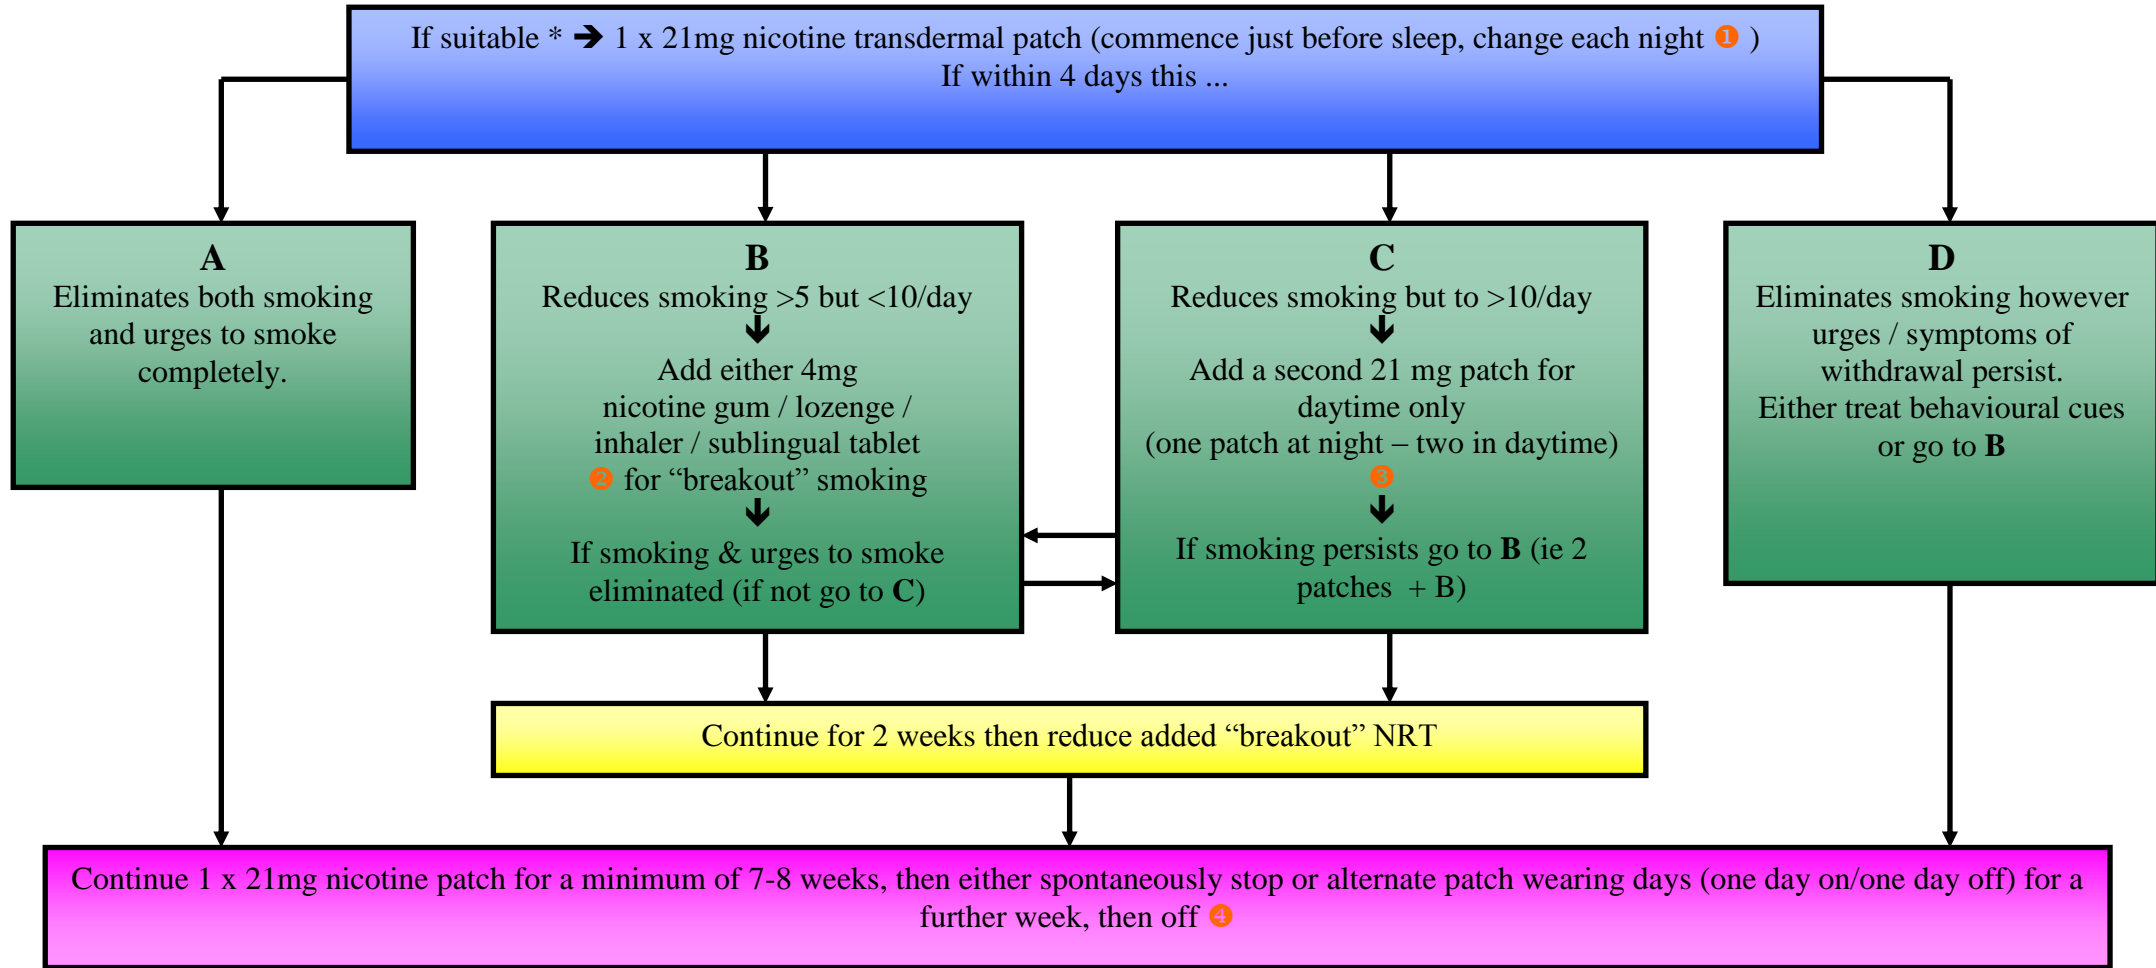 If suitable * ➔ 1 x 21mg nicotine transdermal patch (commence just before sleep, change each night ❶ )
If within 4 days this ...
A
Eliminates both smoking
and urges to smoke
completely.
B
Reduces smoking >5 but <10/day
🡻
Add either 4mg
nicotine gum / lozenge /
inhaler / sublingual tablet
❷ for “breakout” smoking
🡻
If smoking & urges to smoke
eliminated (if not go to C)
C
Reduces smoking but to >10/day
🡻
Add a second 21 mg patch for
daytime only
(one patch at night – two in daytime)
❸
🡻
If smoking persists go to B (ie 2
patches + B)
D
Eliminates smoking however
urges / symptoms of
withdrawal persist.
Either treat behavioural cues
or go to B
Continue for 2 weeks then reduce added “breakout” NRT
Continue 1 x 21mg nicotine patch for a minimum of 7-8 weeks, then either spontaneously stop or alternate patch wearing days (one day on/one day off) for a
further week, then off ❹